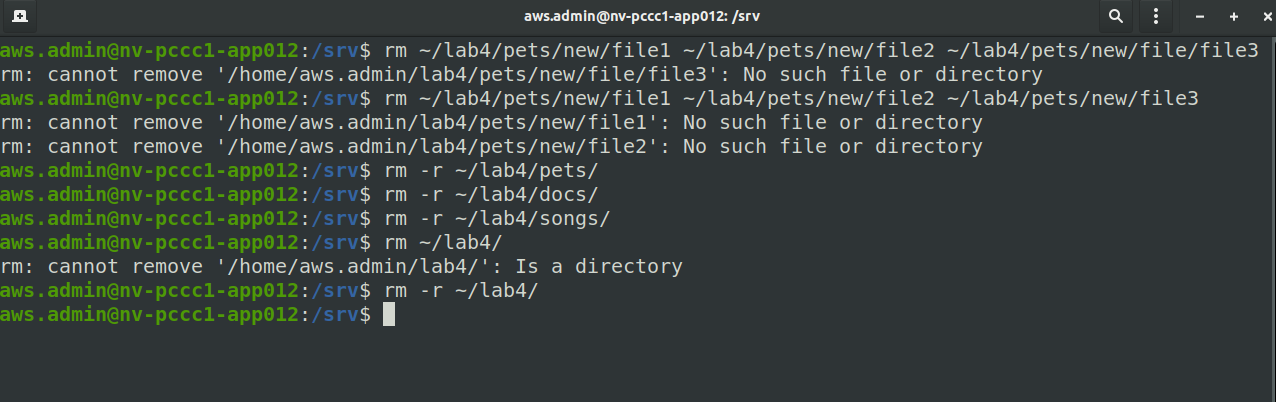 aws.admin@nv-pccc1-app012: /srv
aws.admin@nv-pccc1-app012:/srv$ rm ~/lab4/pets/new/file1 ~/lab4/pets/new/file2 ~/lab4/pets/new/file/file3
rm: cannot remove '/home/aws.admin/lab4/pets/new/file/file3': No such file or directory
aws.admin@nv-pccc1-app012:/srv$ rm ~/lab4/pets/new/file1 ~/lab4/pets/new/file2 ~/lab4/pets/new/file3
rm: cannot remove '/home/aws.admin/lab4/pets/new/file1': No such file or directory
rm: cannot remove '/home/aws.admin/lab4/pets/new/file2': No such file or directory
aws.admin@nv-pccc1-app012:/srv$ rm -r ~/lab4/pets/
aws.admin@nv-pccc1-app012:/srv$ rm -r ~/lab4/docs/
aws.admin@nv-pccc1-app012:/srv$ rm -r ~/lab4/songs/
aws.admin@nv-pccc1-app012:/srv$ rm ~/lab4/
rm: cannot remove '/home/aws.admin/lab4/': Is a directory
aws.admin@nv-pccc1-app012:/srv$ rm -r ~/lab4/
aws.admin@nv-pccc1-app012:/srv$